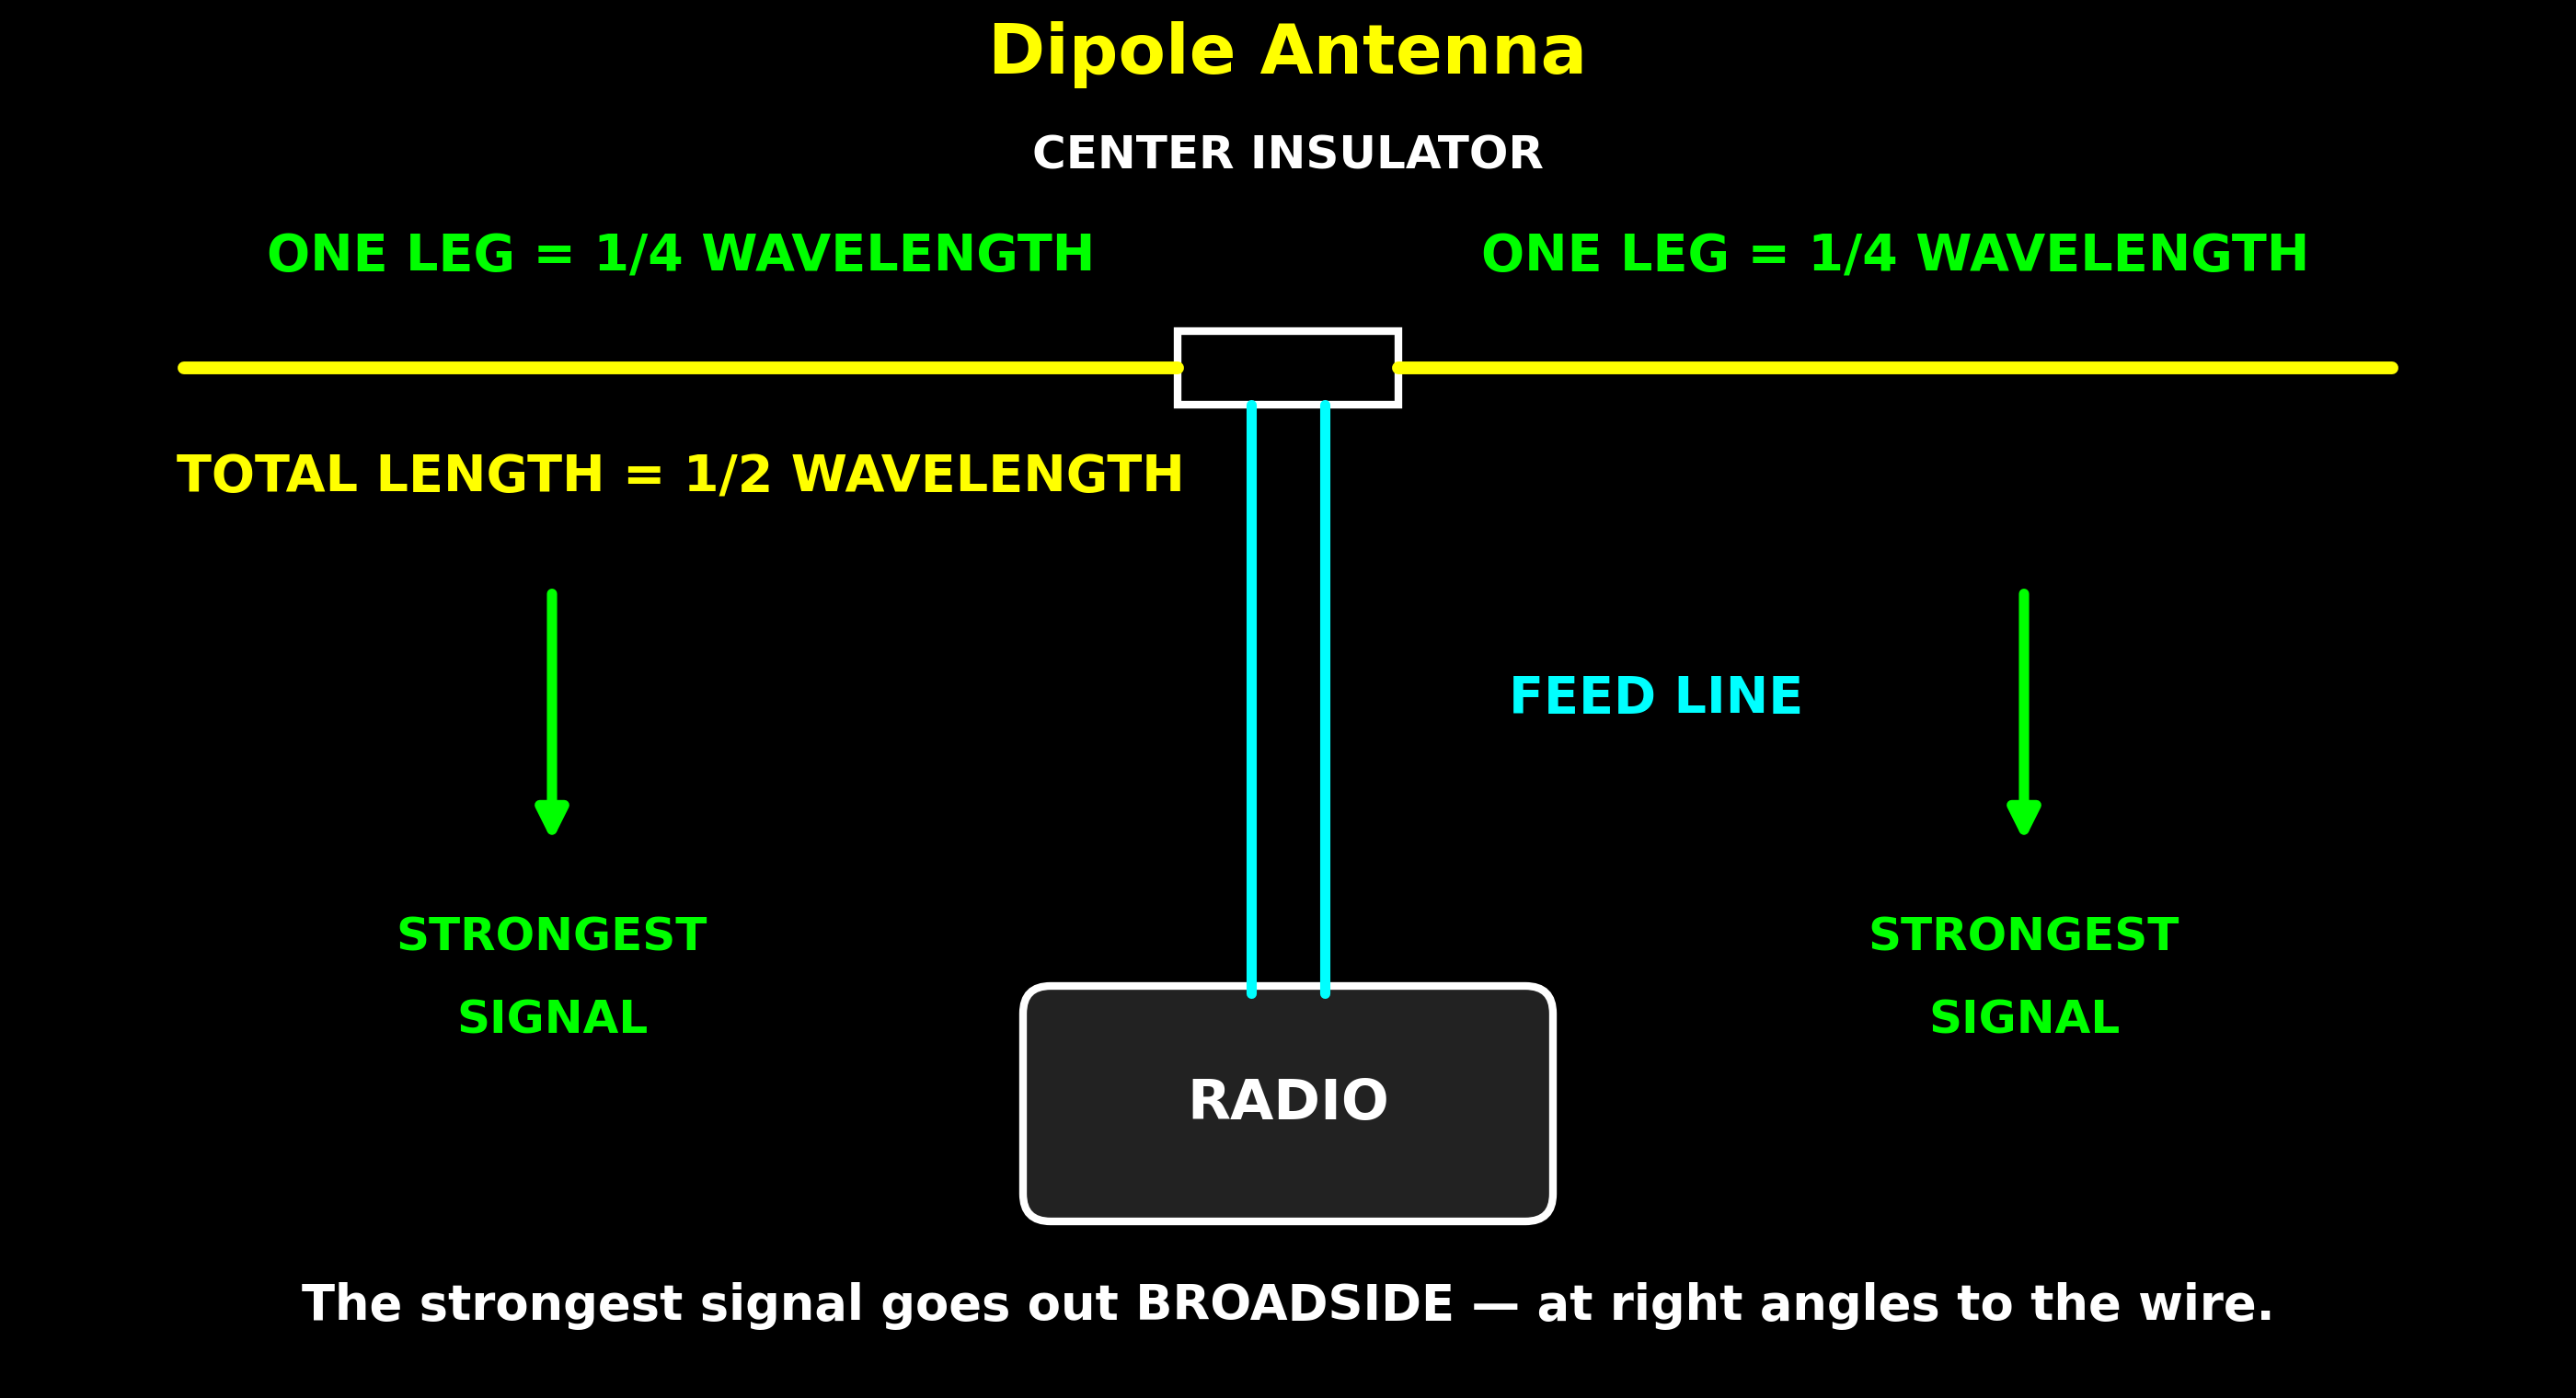 Dipole Antenna
CENTER INSULATOR
ONE LEG = 1/4 WAVELENGTH
ONE LEG = 1/4 WAVELENGTH
TOTAL LENGTH = 1/2 WAVELENGTH
FEED LINE
STRONGEST
SIGNAL
STRONGEST
SIGNAL
RADIO
The strongest signal goes out BROADSIDE — at right angles to the wire.